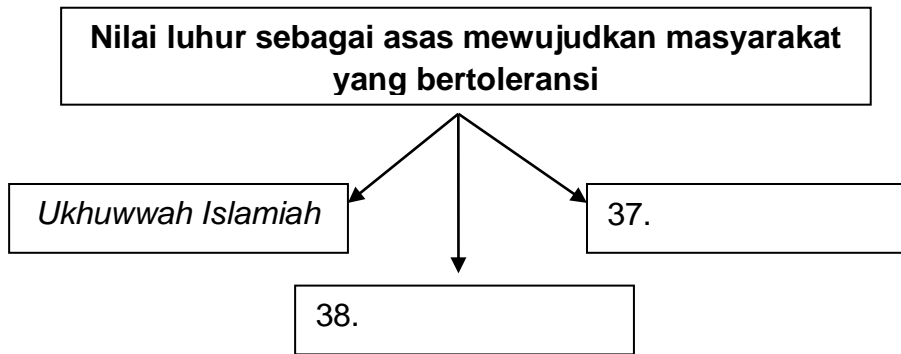 Nilai luhur sebagai asas mewujudkan masyarakat
yang bertoleransi
Ukhuwwah Islamiah
37.
38.